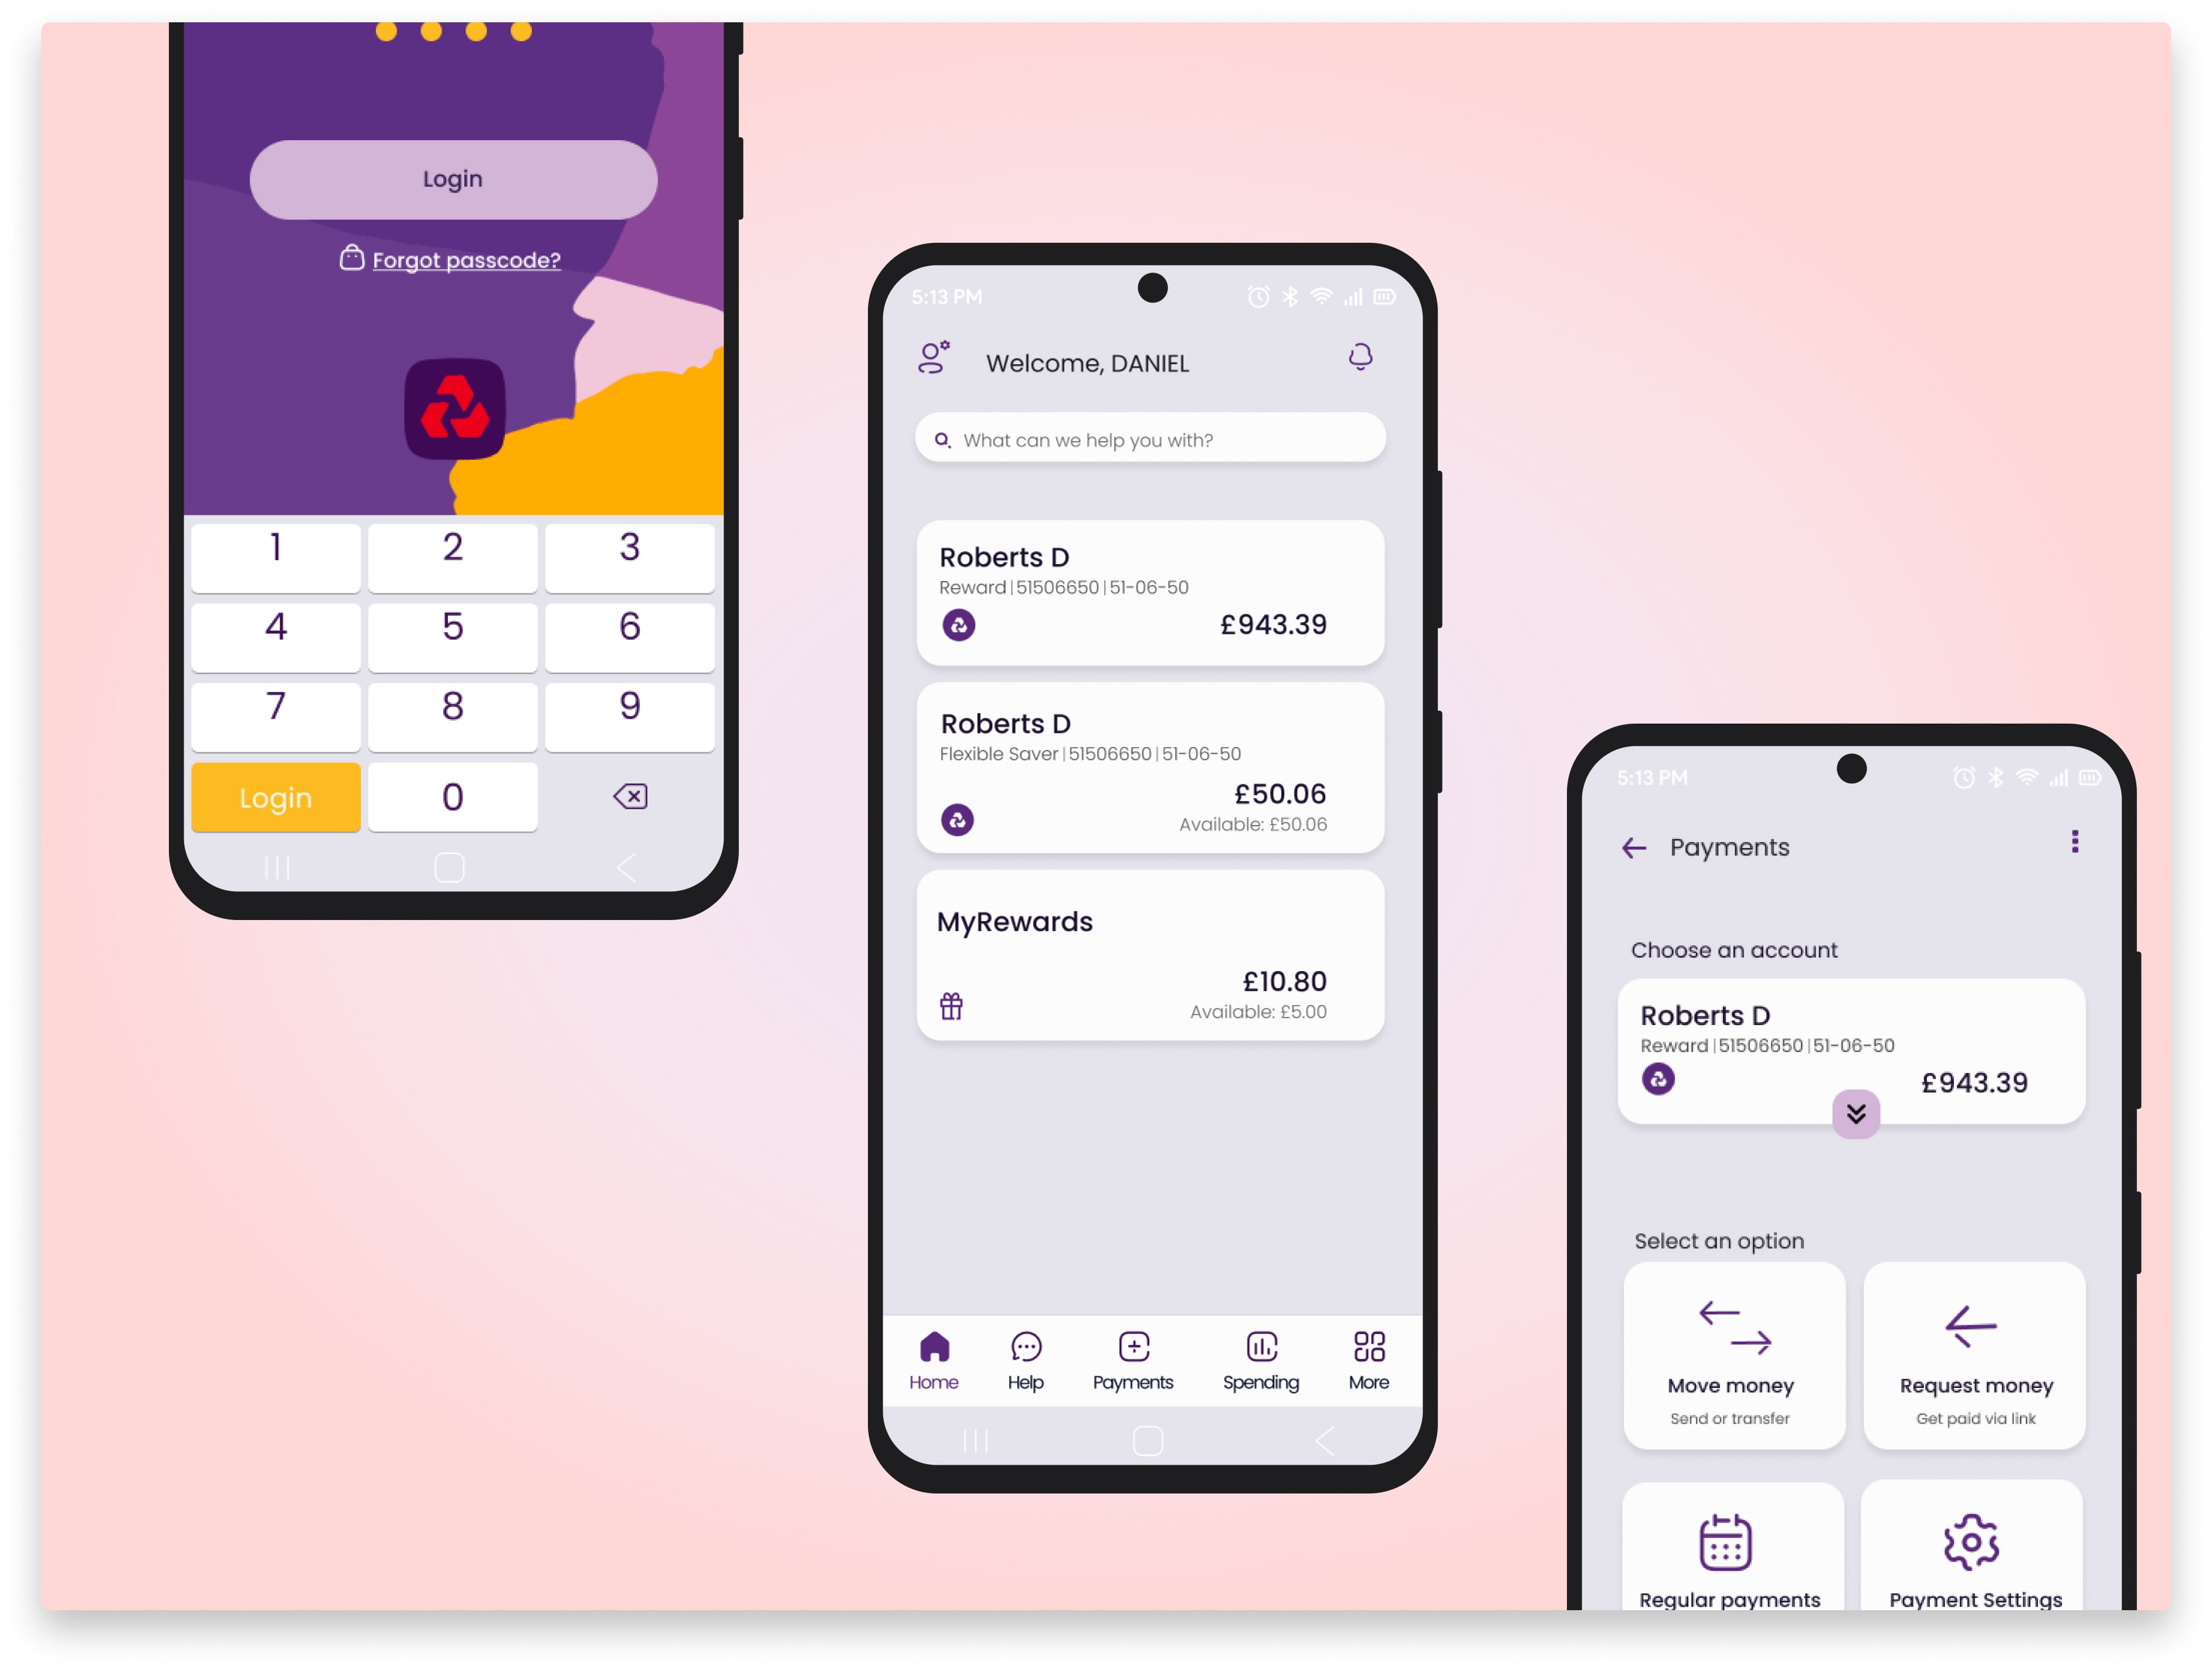 Login
Forgot passcode?
1 2 3
4 5 6
7 8 9
Login 0
5:13 PM
Welcome, DANIEL
What can we help you with?
Roberts D
Reward|51506650|51-06-50
£943.39
Roberts D
Flexible Saver|51506650|51-06-50
£50.06
Available: £50.06
MyRewards
£10.80
Available: £5.00
Home Help Payments Spending More
5:13 PM
Payments
Choose an account
Roberts D
Reward|51506650|51-06-50
£943.39
Select an option
Move money
Send or transfer
Request money
Get paid via link
Regular payments
Payment Settings